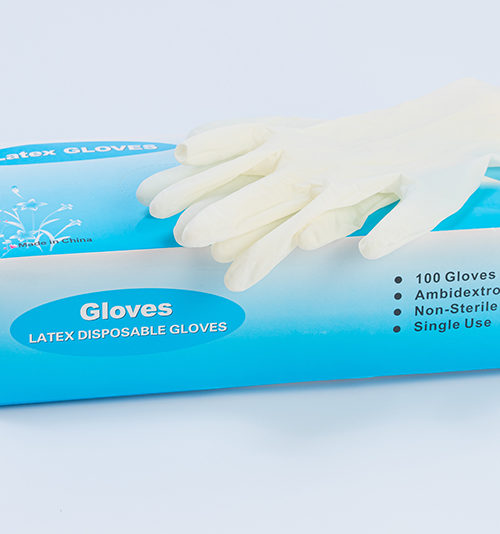 Latex GLOVES
Made in China
Gloves
LATEX DISPOSABLE GLOVES
100 Gloves
Ambidextro
Non-Sterile
Single Use